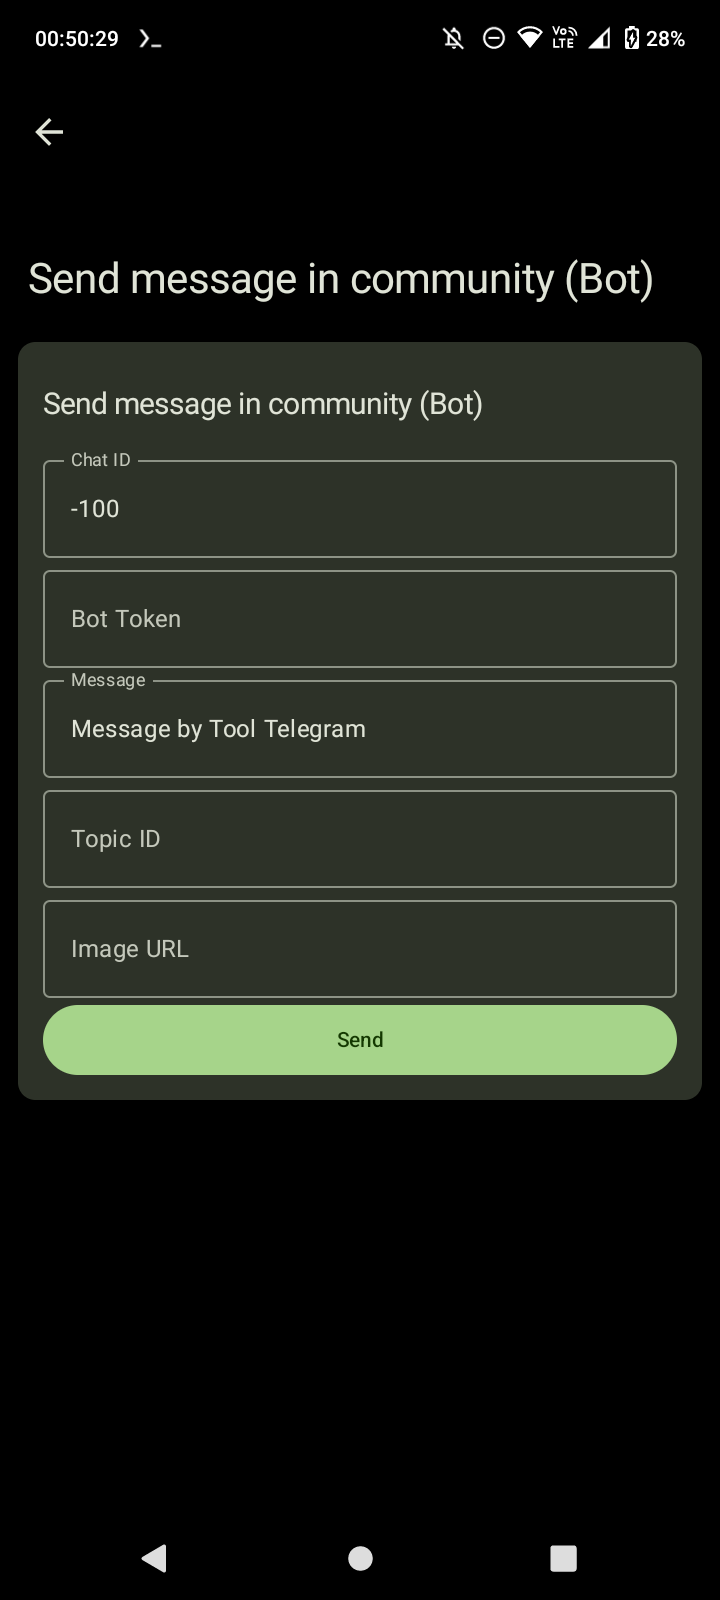 00:50:29
Vo LTE 28%
Send message in community (Bot)
Send message in community (Bot)
Chat ID
-100
Bot Token
Message
Message by Tool Telegram
Topic ID
Image URL
Send